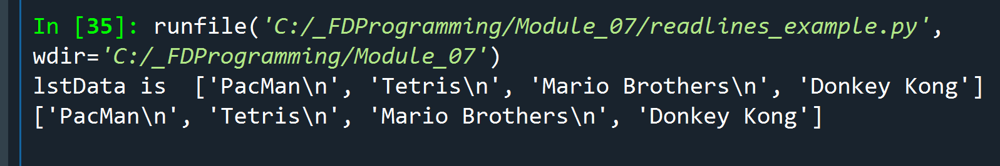 In [35]: runfile('C:/_FDProgramming/Module_07/readlines_example.py',
wdir='C:/_FDProgramming/Module_07')
lstData is  ['PacMan\n', 'Tetris\n', 'Mario Brothers\n', 'Donkey Kong']
['PacMan\n', 'Tetris\n', 'Mario Brothers\n', 'Donkey Kong']